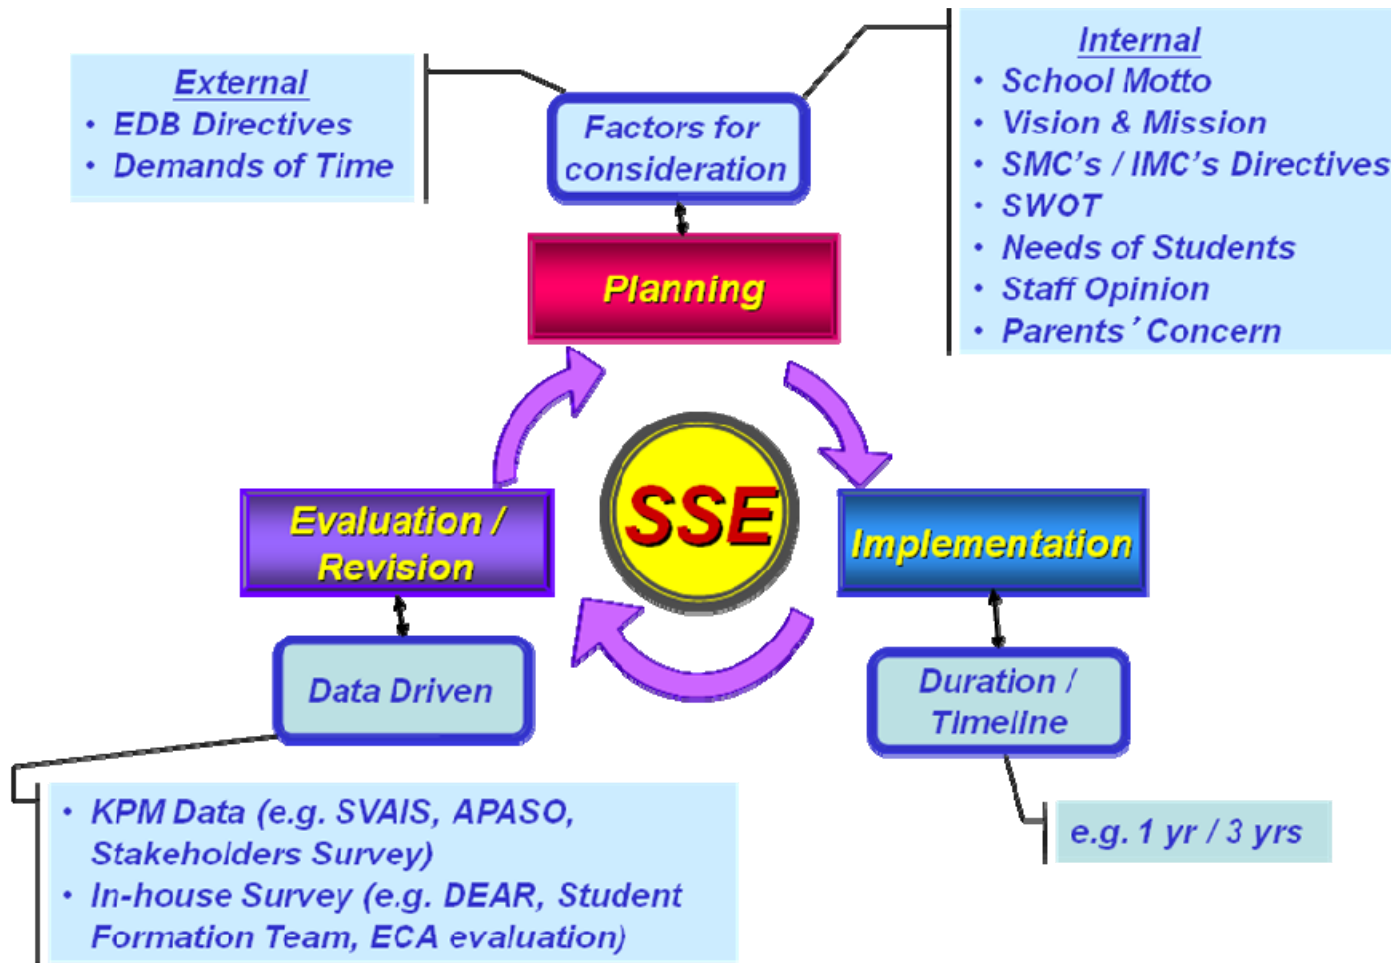 External
• EDB Directives
• Demands of Time
Factors for
consideration
Internal
• School Motto
• Vision & Mission
• SMC's / IMC's Directives
• SWOT
• Needs of Students
• Staff Opinion
• Parents' Concern
Planning
SSE
Evaluation /
Revision
Implementation
Data Driven
Duration /
Timeline
• KPM Data (e.g. SVAIS, APASO,
Stakeholders Survey)
• In-house Survey (e.g. DEAR, Student
Formation Team, ECA evaluation)
e.g. 1 yr / 3 yrs